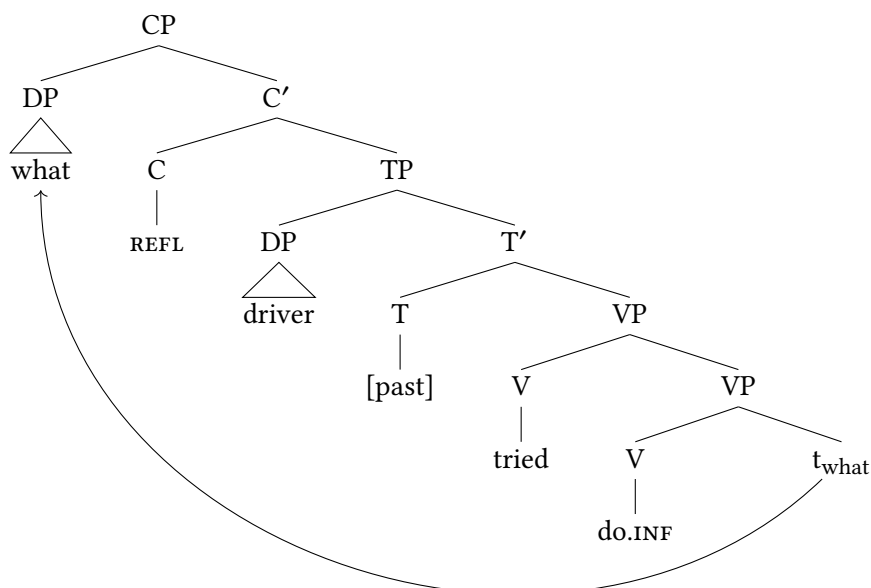 CP
DP C′
what C TP
REFL DP T′
driver T VP
[past] V VP
tried V t_what
do.INF